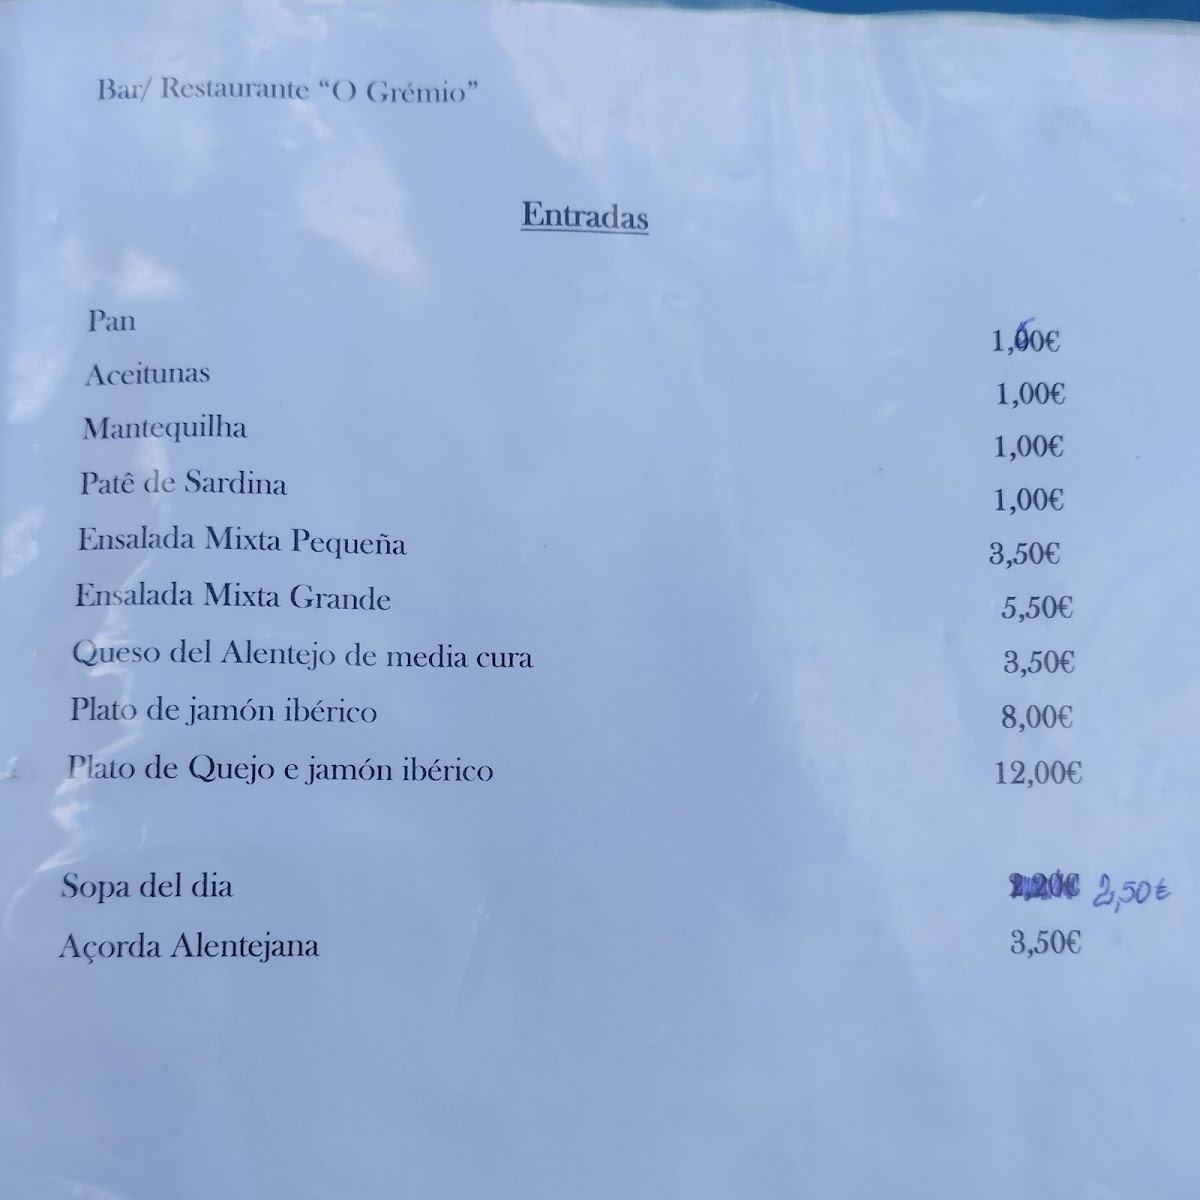 Bar/ Restaurante “O Grémio”
Entradas
Pan
Aceitunas 1,00€
Mantequilha 1,00€
Patê de Sardina 1,00€
Ensalada Mixta Pequeña 3,50€
Ensalada Mixta Grande 5,50€
Queso del Alentejo de media cura 3,50€
Plato de jamón ibérico 8,00€
Plato de Quejo e jamón ibérico 12,00€
Sopa del dia 2,50€
Açorda Alentejana 3,50€